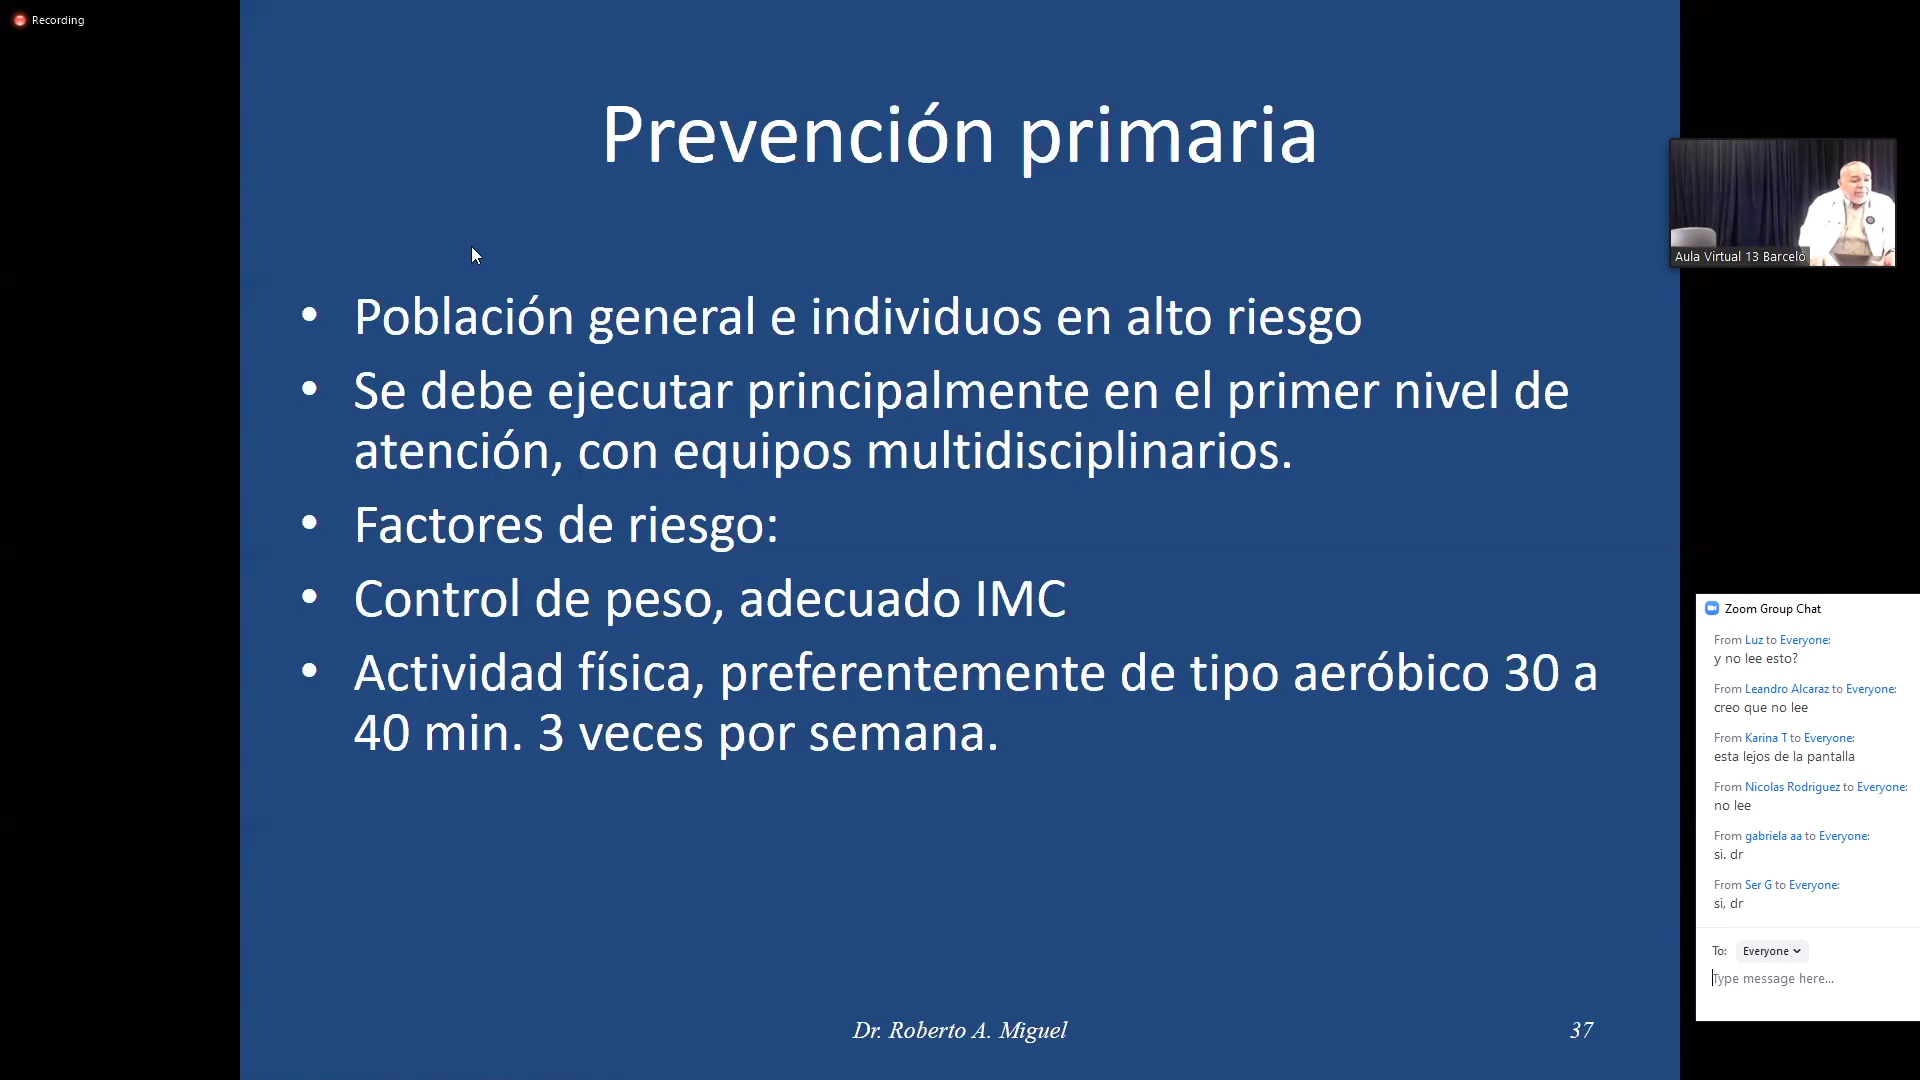 Recording
Prevención primaria
• Población general e individuos en alto riesgo
• Se debe ejecutar principalmente en el primer nivel de
atención, con equipos multidisciplinarios.
• Factores de riesgo:
• Control de peso, adecuado IMC
• Actividad física, preferentemente de tipo aeróbico 30 a
40 min. 3 veces por semana.
Dr. Roberto A. Miguel
37
Aula Virtual 13 Barceló
Zoom Group Chat
From Luz to Everyone:
y no lee esto?
From Leandro Alcaraz to Everyone:
creo que no lee
From Karina T to Everyone:
esta lejos de la pantalla
From Nicolas Rodriguez to Everyone:
no lee
From gabriela aa to Everyone:
si. dr
From Ser G to Everyone:
si, dr
To: Everyone
Type message here...